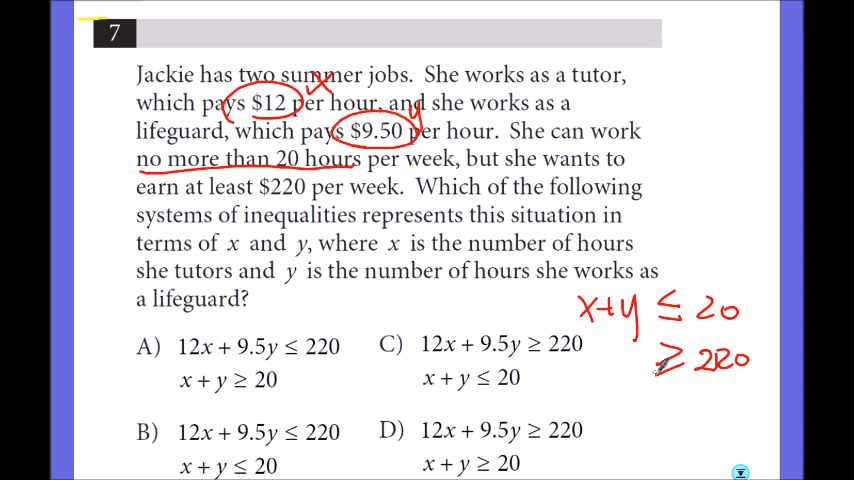 7
Jackie has two summer jobs. She works as a tutor,
which pays $12 per hour, and she works as a
lifeguard, which pays $9.50 per hour. She can work
no more than 20 hours per week, but she wants to
earn at least $220 per week. Which of the following
systems of inequalities represents this situation in
terms of x and y, where x is the number of hours
she tutors and y is the number of hours she works as
a lifeguard?
x
y
x+y ≤ 20
≥ 220
A) 12x + 9.5y ≤ 220
x + y ≥ 20
C) 12x + 9.5y ≥ 220
x + y ≤ 20
B) 12x + 9.5y ≤ 220
x + y ≤ 20
D) 12x + 9.5y ≥ 220
x + y ≥ 20